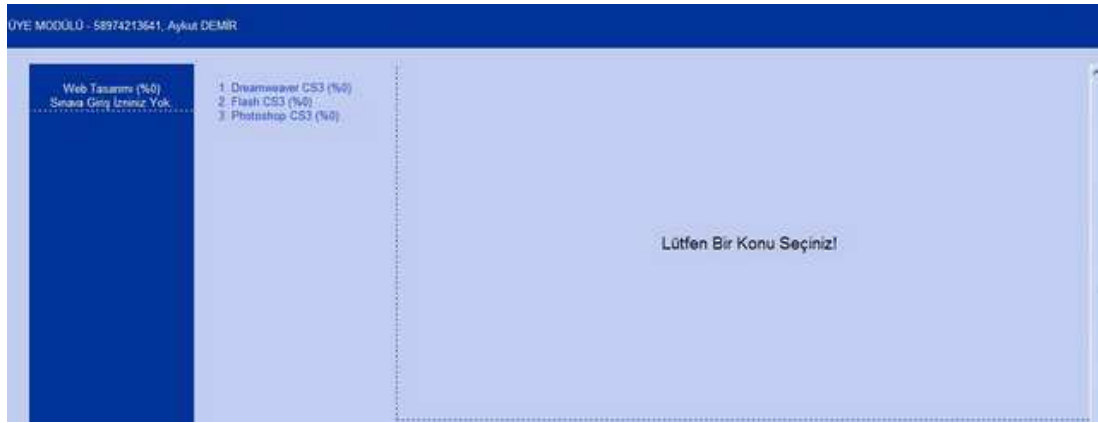 ÜYE MODÜLÜ - 58974213641, Aykut DEMİR
Web Tasarımı (%0)
Sınava Giriş İzniniz Yok.
1. Dreamweaver CS3 (%0)
2. Flash CS3 (%0)
3. Photoshop CS3 (%0)
Lütfen Bir Konu Seçiniz!